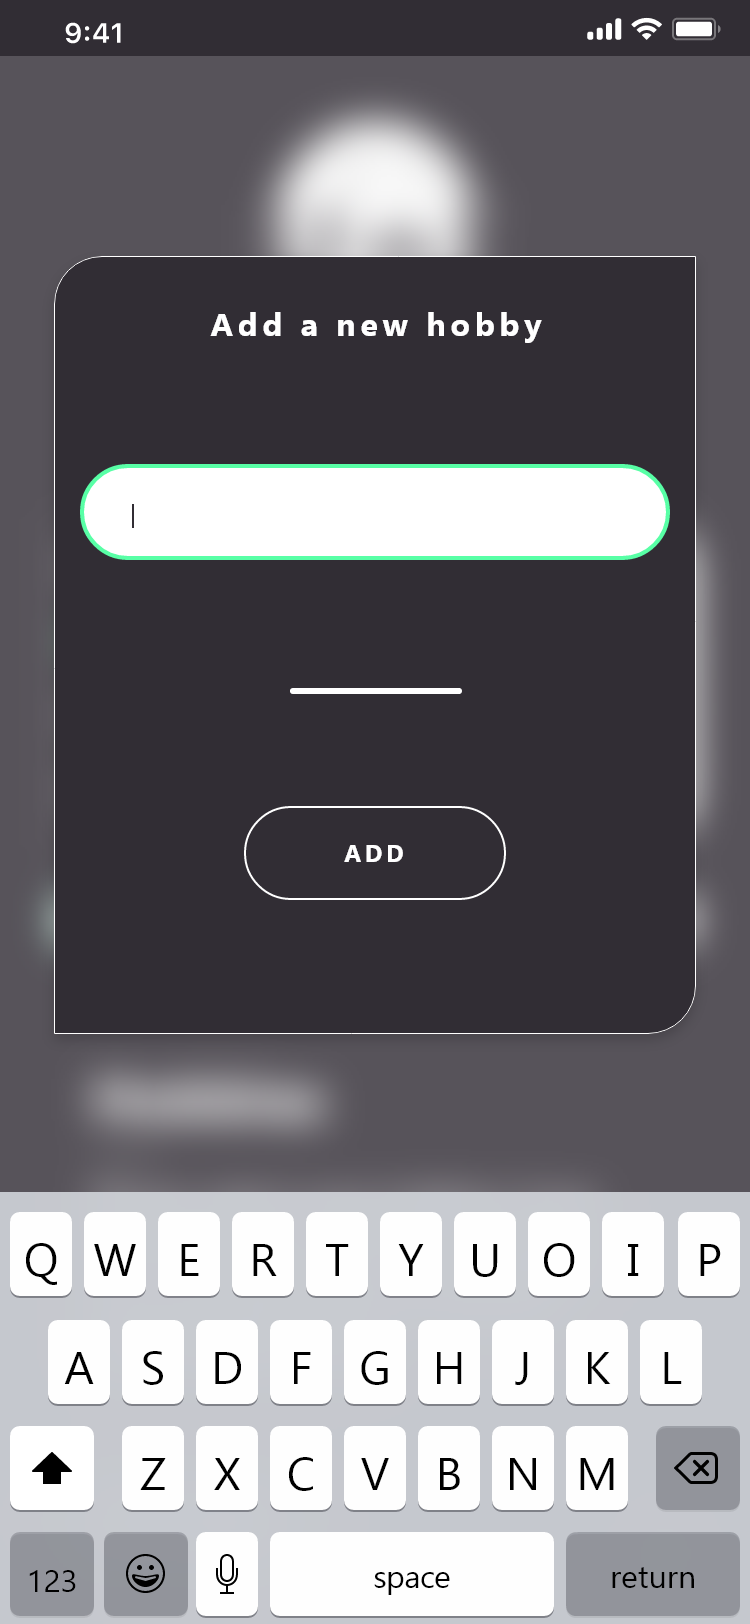 9:41
Add a new hobby
ADD
Q W E R T Y U I O P
A S D F G H J K L
Z X C V B N M
123 space return